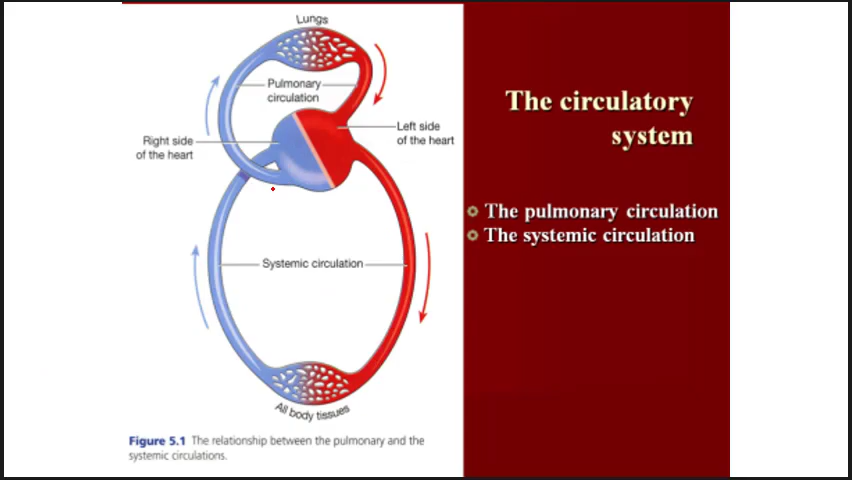 Lungs
Pulmonary
circulation
Right side
of the heart
Left side
of the heart
Systemic circulation
All body tissues
Figure 5.1 The relationship between the pulmonary and the
systemic circulations.
The circulatory
system
The pulmonary circulation
The systemic circulation